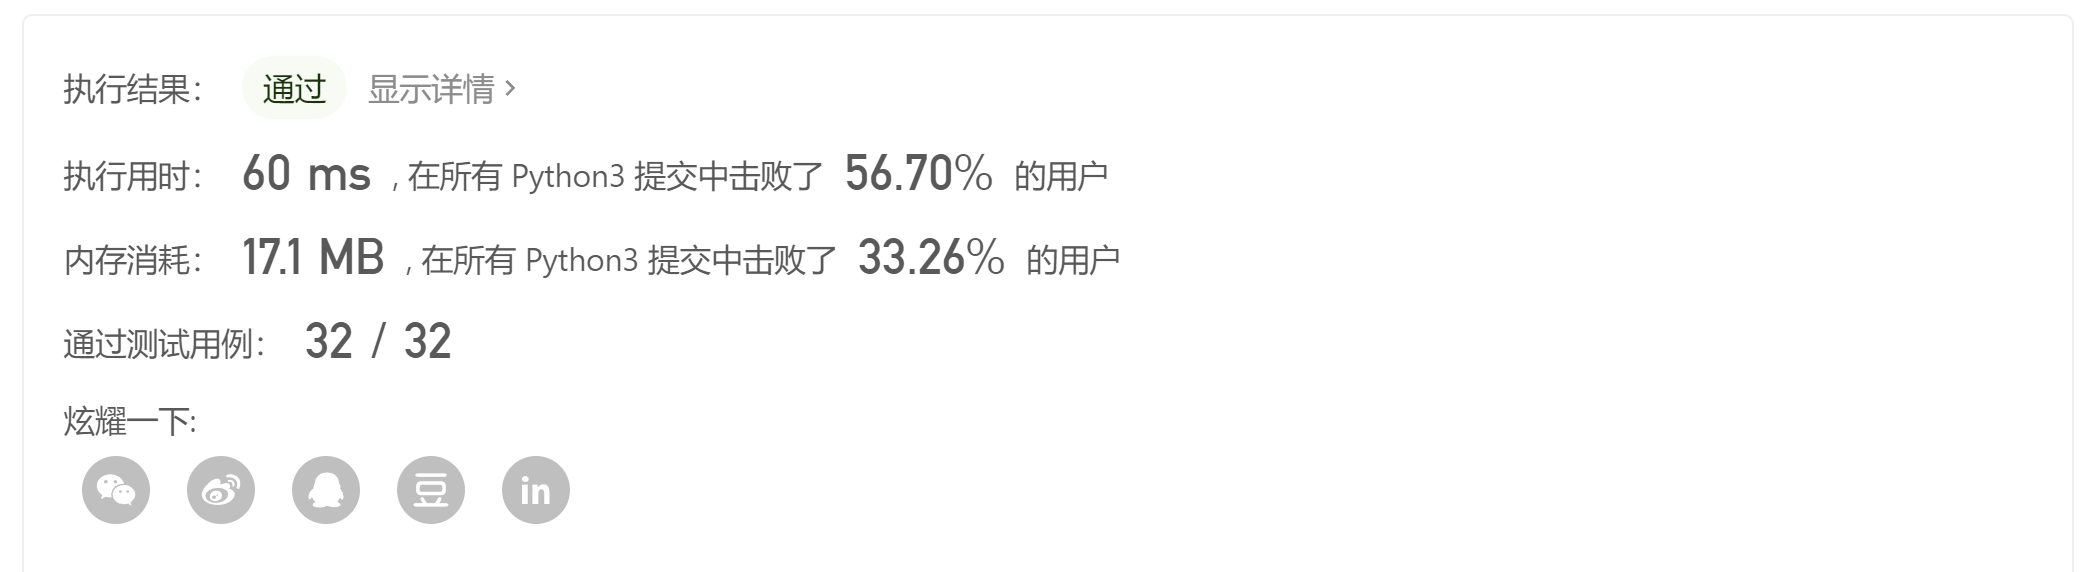 执行结果： 通过 显示详情 >
执行用时： 60 ms ，在所有 Python3 提交中击败了 56.70% 的用户
内存消耗： 17.1 MB ，在所有 Python3 提交中击败了 33.26% 的用户
通过测试用例： 32 / 32
炫耀一下:
豆 in